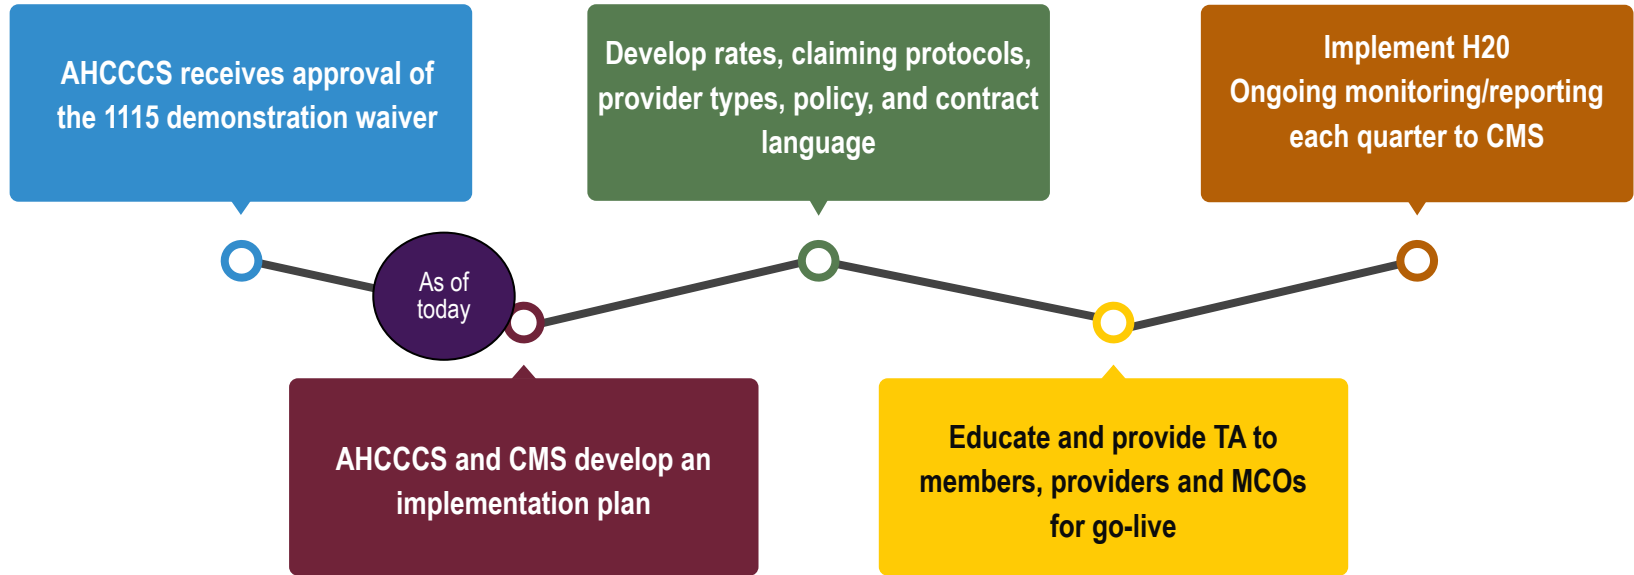 AHCCCS receives approval of
the 1115 demonstration waiver
As of
today
AHCCCS and CMS develop an
implementation plan
Develop rates, claiming protocols,
provider types, policy, and contract
language
Educate and provide TA to
members, providers and MCOs
for go-live
Implement H20
Ongoing monitoring/reporting
each quarter to CMS